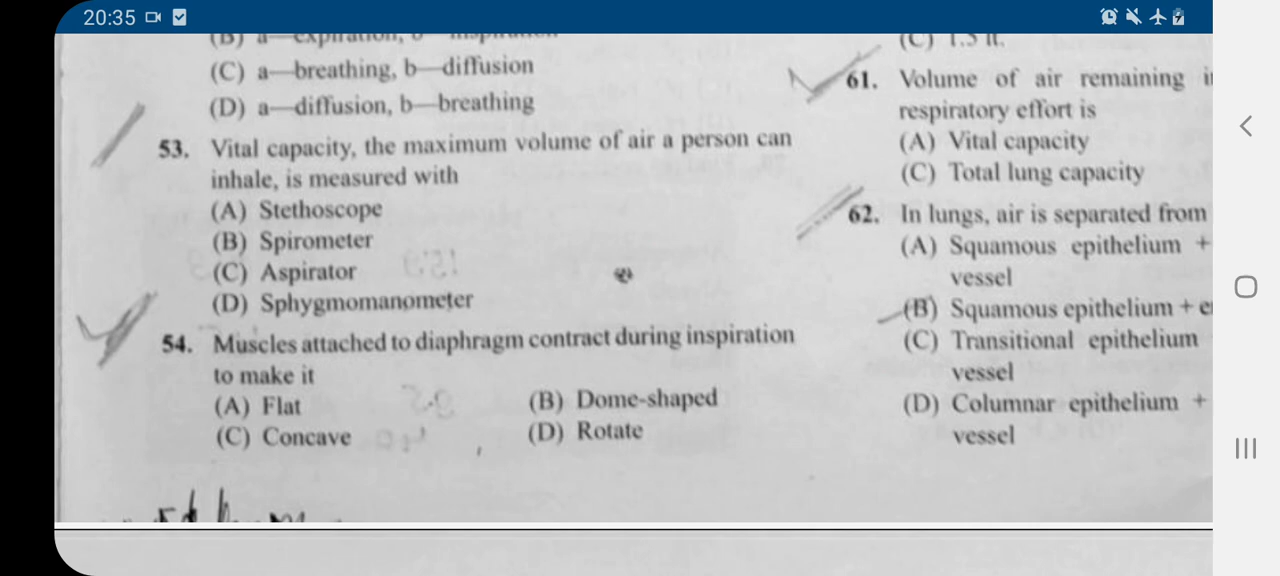 20:35
(C) a—breathing, b—diffusion
(D) a—diffusion, b—breathing
53. Vital capacity, the maximum volume of air a person can
inhale, is measured with
(A) Stethoscope
(B) Spirometer
(C) Aspirator
(D) Sphygmomanometer
54. Muscles attached to diaphragm contract during inspiration
to make it
(A) Flat (B) Dome-shaped
(C) Concave (D) Rotate
61. Volume of air remaining
respiratory effort is
(A) Vital capacity
(C) Total lung capacity
62. In lungs, air is separated from
(A) Squamous epithelium +
vessel
(B) Squamous epithelium +
(C) Transitional epithelium
vessel
(D) Columnar epithelium +
vessel